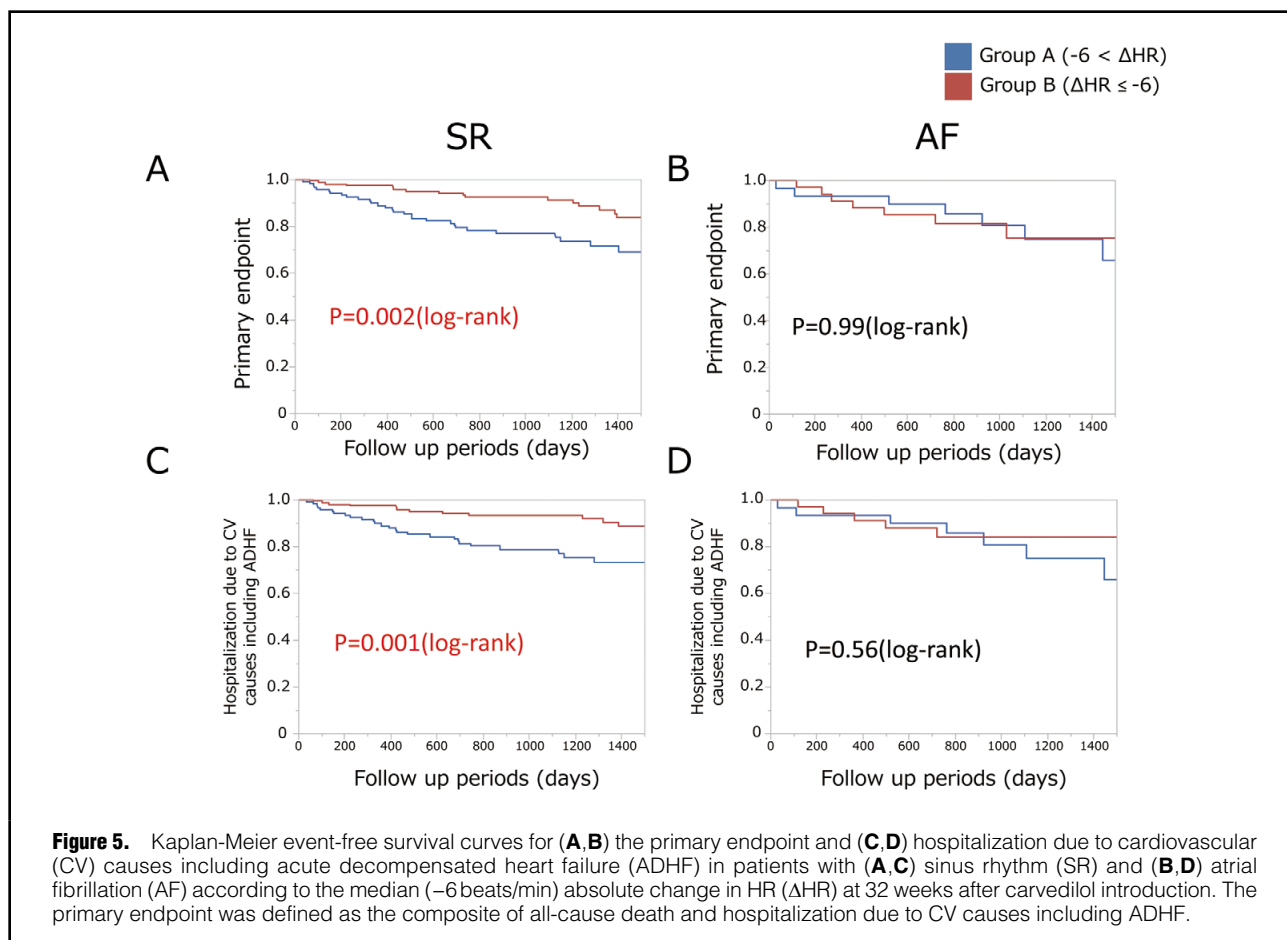 Group A (-6 < ΔHR)
Group B (ΔHR ≤ -6)
SR
AF
A
1.0
0.8
0.6
0.4
0.2
0
Primary endpoint
P=0.002(log-rank)
0 200 400 600 800 1000 1200 1400
Follow up periods (days)
B
1.0
0.8
0.6
0.4
0.2
0
Primary endpoint
P=0.99(log-rank)
0 200 400 600 800 1000 1200 1400
Follow up periods (days)
C
1.0
0.8
0.6
0.4
0.2
0
Hospitalization due to CV
causes including ADHF
P=0.001(log-rank)
0 200 400 600 800 1000 1200 1400
Follow up periods (days)
D
1.0
0.8
0.6
0.4
0.2
0
Hospitalization due to CV
causes including ADHF
P=0.56(log-rank)
0 200 400 600 800 1000 1200 1400
Follow up periods (days)
Figure 5. Kaplan-Meier event-free survival curves for (A,B) the primary endpoint and (C,D) hospitalization due to cardiovascular
(CV) causes including acute decompensated heart failure (ADHF) in patients with (A,C) sinus rhythm (SR) and (B,D) atrial
fibrillation (AF) according to the median (−6 beats/min) absolute change in HR (ΔHR) at 32 weeks after carvedilol introduction. The
primary endpoint was defined as the composite of all-cause death and hospitalization due to CV causes including ADHF.